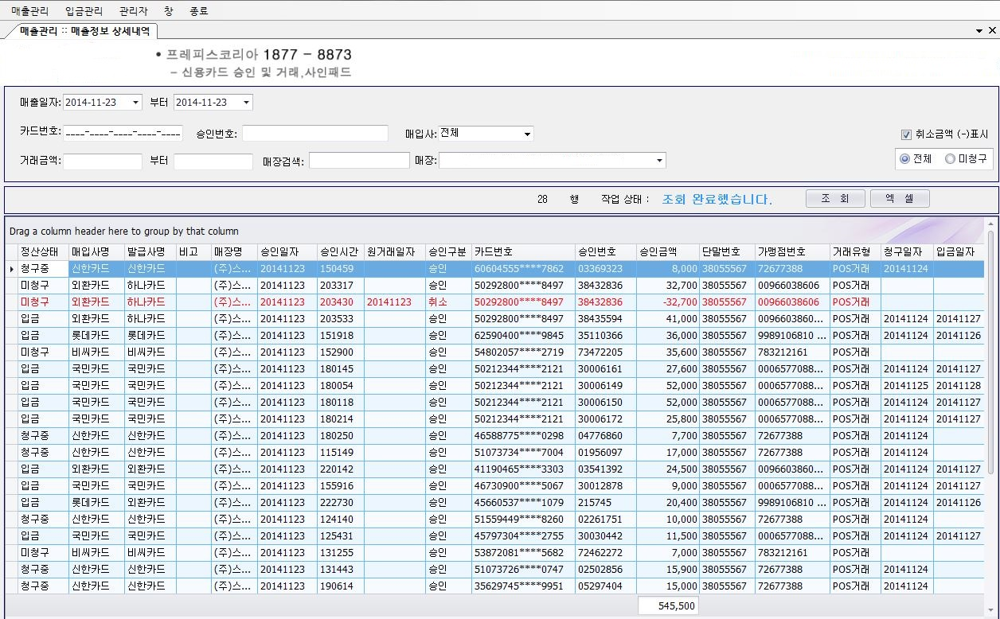 매출관리 입금관리 관리자 창 종료
매출관리 :: 매출정보 상세내역
• 프레피스코리아 1877 - 8873
- 신용카드 승인 및 거래,사인패드
매출일자: 2014-11-23 부터 2014-11-23
카드번호: ____-____-____-____-____ 승인번호: 매입사: 전체 취소금액 (-)표시
거래금액: 부터 매장검색: 매장: 전체 미청구
28 행 작업 상태 : 조회 완료했습니다. 조 회 엑 셀
Drag a column header here to group by that column
정산상태 매입사명 발급사명 비고 매장명 승인일자 승인시간 원거래일자 승인구분 카드번호 승인번호 승인금액 단말번호 가맹점번호 거래유형 청구일자 입금일자
청구중 신한카드 신한카드 (주)스... 20141123 150459 승인 60604555****7862 03369323 8,000 38055567 72677388 POS거래 20141124
미청구 외환카드 하나카드 (주)스... 20141123 203317 승인 50292800****8497 38432836 32,700 38055567 00966038606 POS거래
미청구 외환카드 하나카드 (주)스... 20141123 203430 20141123 취소 50292800****8497 38432836 -32,700 38055567 00966038606 POS거래
입금 외환카드 하나카드 (주)스... 20141123 203533 승인 50292800****8497 38435594 41,000 38055567 0096603860... POS거래 20141124 20141127
입금 롯데카드 롯데카드 (주)스... 20141123 151918 승인 62590400****9845 35110366 36,000 38055567 9989106810 ... POS거래 20141124 20141126
미청구 비씨카드 비씨카드 (주)스... 20141123 152900 승인 54802057****2719 73472205 35,600 38055567 783212161 POS거래
입금 국민카드 국민카드 (주)스... 20141123 180145 승인 50212344****2121 30006161 27,600 38055567 0006577088... POS거래 20141124 20141127
입금 국민카드 국민카드 (주)스... 20141123 180054 승인 50212344****2121 30006149 52,000 38055567 0006577088... POS거래 20141125 20141128
입금 국민카드 국민카드 (주)스... 20141123 180118 승인 50212344****2121 30006150 52,000 38055567 0006577088... POS거래 20141124 20141127
입금 국민카드 국민카드 (주)스... 20141123 180214 승인 50212344****2121 30006172 25,800 38055567 0006577088... POS거래 20141124 20141127
청구중 신한카드 신한카드 (주)스... 20141123 180250 승인 46588775****0298 04776860 7,700 38055567 72677388 POS거래 20141124
청구중 신한카드 신한카드 (주)스... 20141123 115149 승인 51073734****7004 01956097 17,000 38055567 72677388 POS거래 20141124
입금 외환카드 외환카드 (주)스... 20141123 220142 승인 41190465****3303 03541392 24,500 38055567 0096603860... POS거래 20141124 20141127
입금 국민카드 국민카드 (주)스... 20141123 155916 승인 46730900****5067 30012878 9,000 38055567 0006577088... POS거래 20141124 20141127
입금 롯데카드 외환카드 (주)스... 20141123 222730 승인 45660537****1079 215745 20,400 38055567 9989106810 ... POS거래 20141124 20141126
청구중 신한카드 신한카드 (주)스... 20141123 124140 승인 51559449****8260 02261751 10,000 38055567 72677388 POS거래 20141124
입금 국민카드 국민카드 (주)스... 20141123 125431 승인 45797304****2755 30030442 11,500 38055567 0006577088... POS거래 20141124 20141127
미청구 비씨카드 비씨카드 (주)스... 20141123 131255 승인 53872081****5682 72462272 7,000 38055567 783212161 POS거래
청구중 신한카드 신한카드 (주)스... 20141123 131443 승인 51073726****0747 02502856 15,900 38055567 72677388 POS거래 20141124
청구중 신한카드 신한카드 (주)스... 20141123 190614 승인 35629745****9951 05297404 15,000 38055567 72677388 POS거래 20141124
545,500